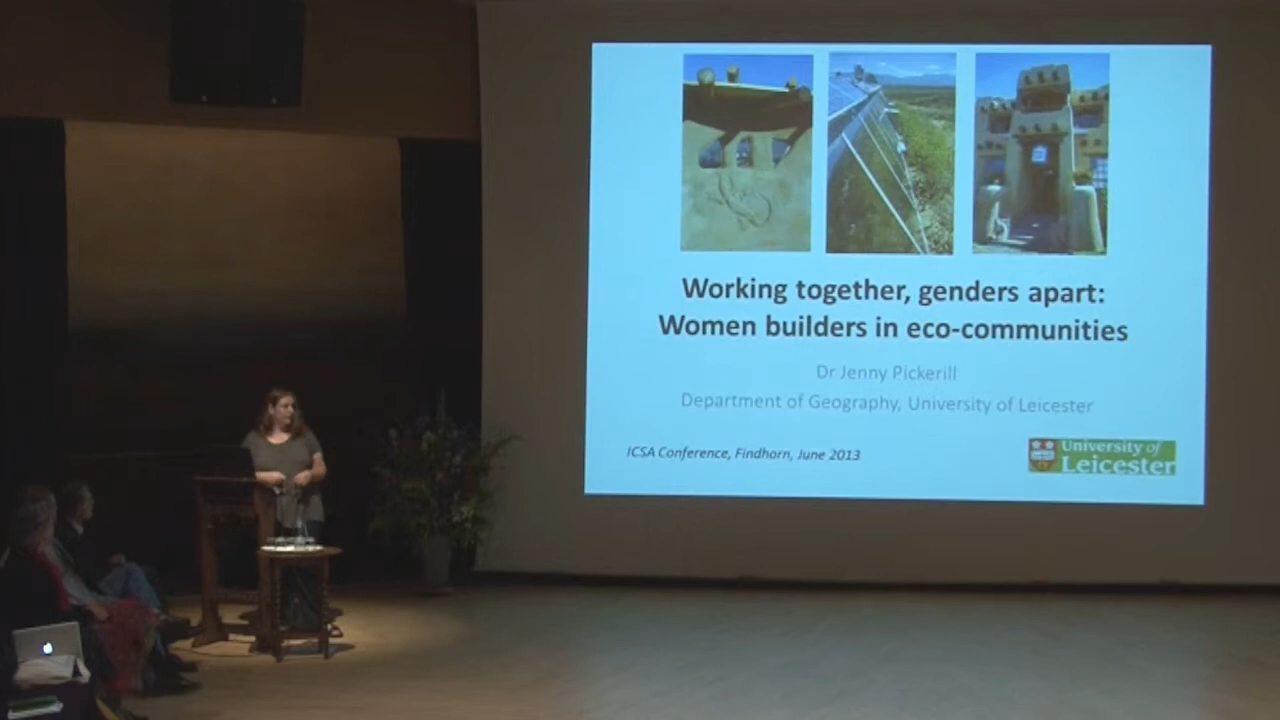 Working together, genders apart:
Women builders in eco-communities
Dr Jenny Pickerill
Department of Geography, University of Leicester
ICSA Conference, Findhorn, June 2013
University of
Leicester